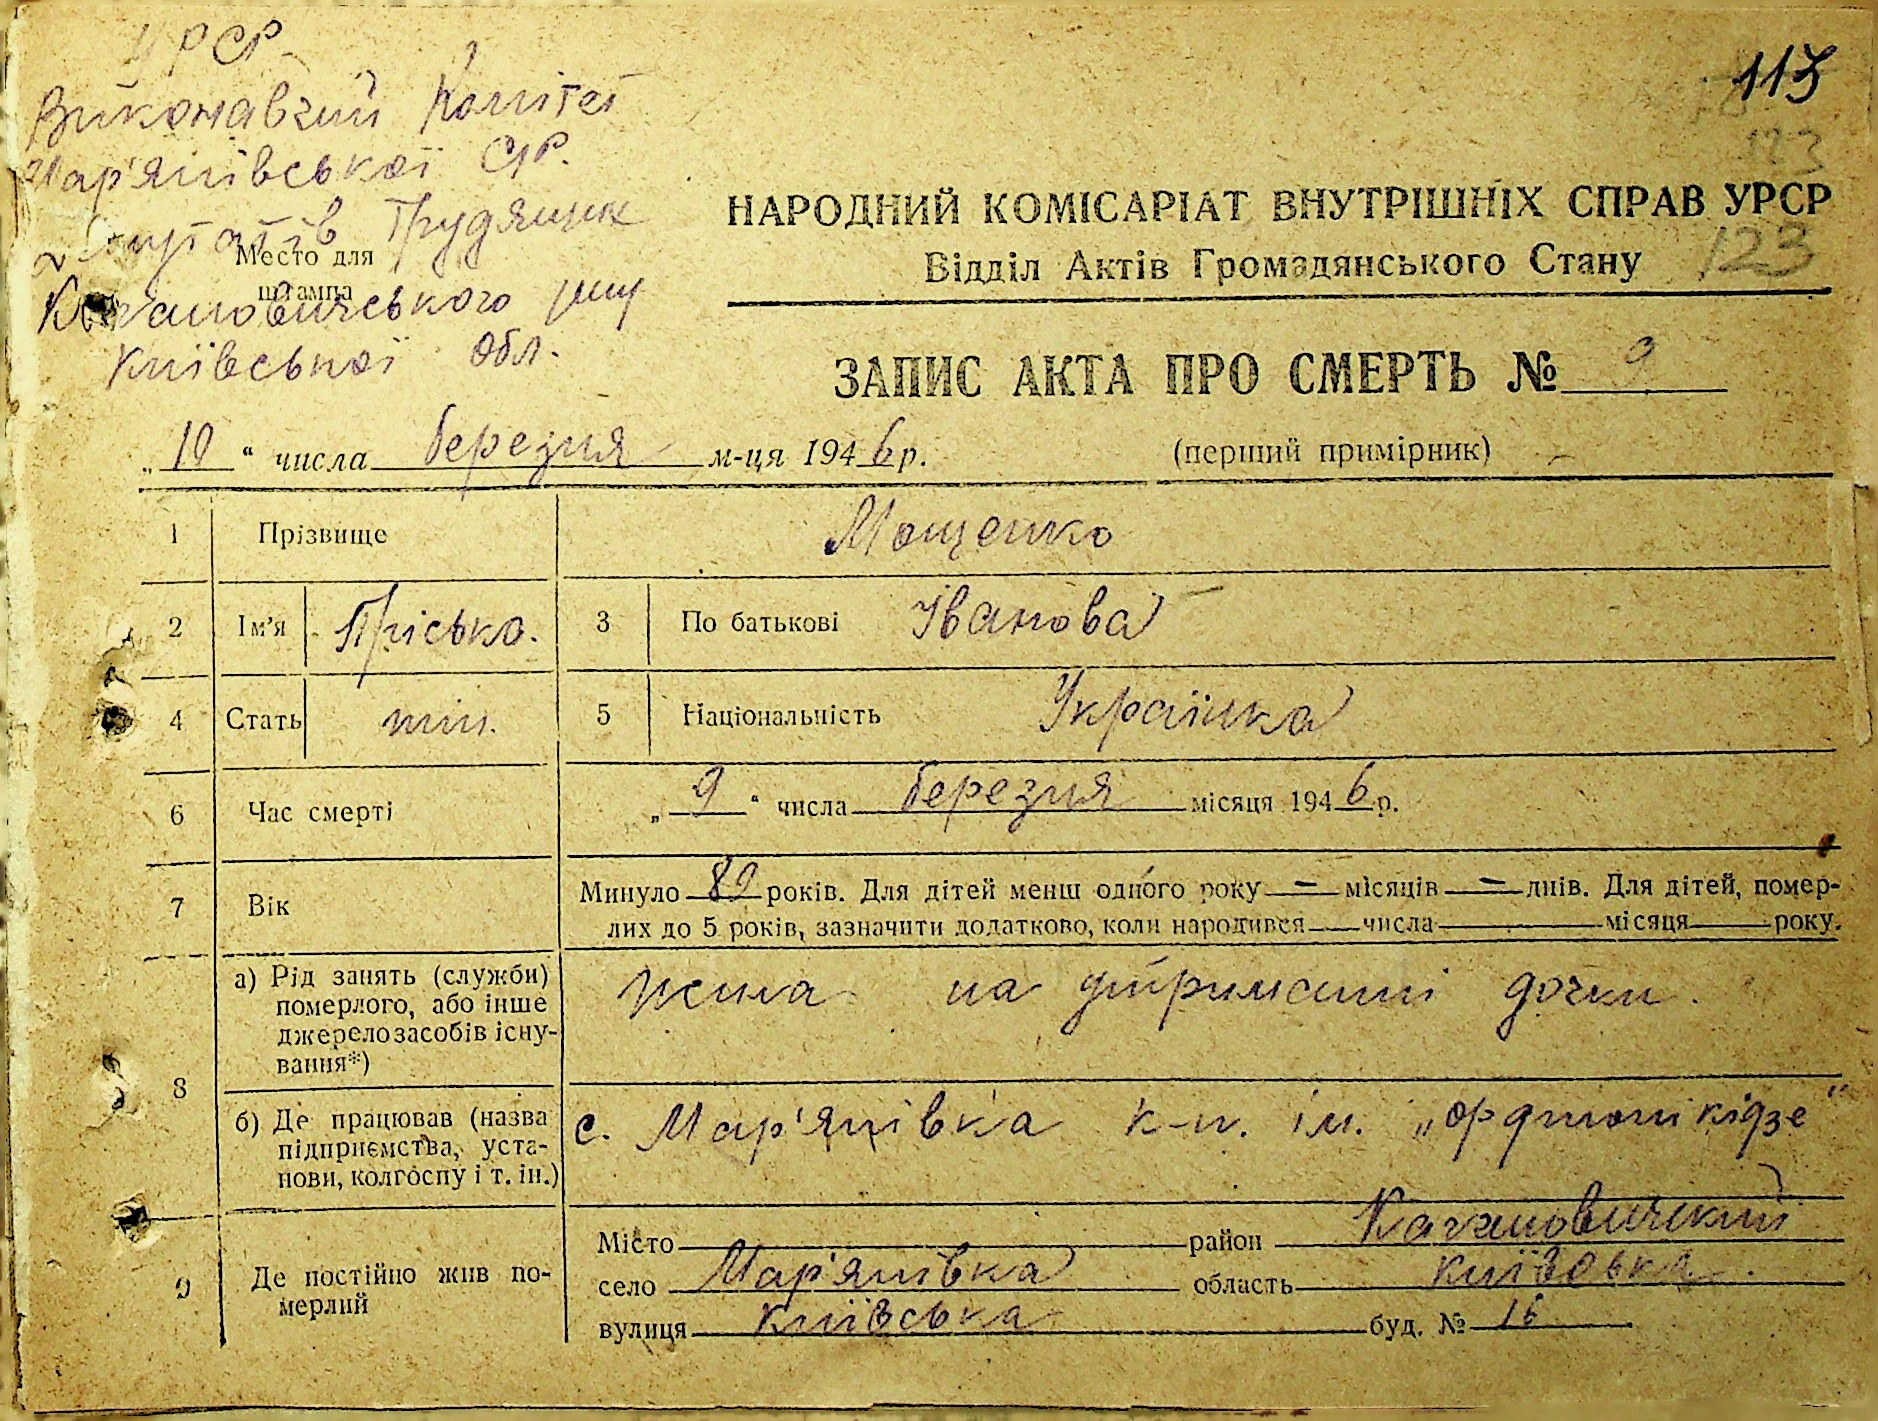 УРСР
Виконавчий Комітет
Мар'янівської С/Р.
Депутатів Трудящих
Место для
штампа
Кагановичського р-ну
Київської обл.
113
123
123
НАРОДНИЙ КОМІСАРІАТ ВНУТРІШНІХ СПРАВ УРСР
Відділ Актів Громадянського Стану
ЗАПИС АКТА ПРО СМЕРТЬ № 9
„10“ числа березня м-ця 1946 р. (перший примірник)
1 Прізвище Мощенко
2 Ім'я Пріська. 3 По батькові Іванова
4 Стать жін. 5 Національність Українка
6 Час смерті „9“ числа березня місяця 1946 р.
7 Вік Минуло 89 років. Для дітей менш одного року — місяців — днів. Для дітей, помер-
лих до 5 років, зазначити додатково, коли народився числа місяця року.
8 а) Рід занять (служби)
померлого, або інше
джерело засобів існу-
вання*)
жила на утриманні дочки.
б) Де працював (назва
підприємства, уста-
нови, колгоспу і т. ін.)
с. Мар'янівка к-п. ім. „Орджонікідзе“
9 Де постійно жив по-
мерлий
Місто район Кагановичский
село Мар'янівка область Київська.
вулиця Київська буд. № 16